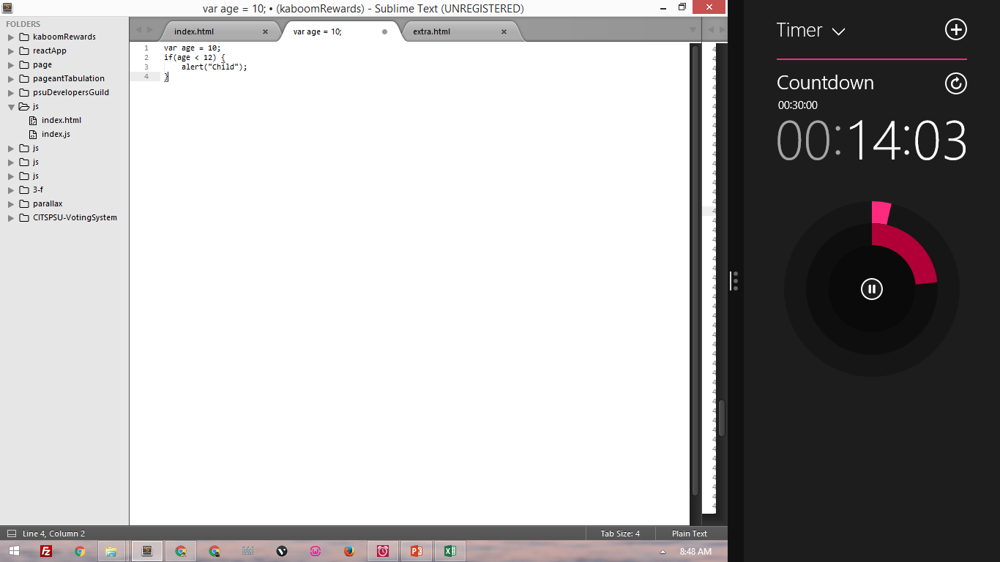 var age = 10; • (kaboomRewards) - Sublime Text (UNREGISTERED)
FOLDERS
kaboomRewards
reactApp
page
pageantTabulation
psuDevelopersGuild
js
index.html
index.js
js
js
js
3-f
parallax
CITSPSU-VotingSystem
index.html
var age = 10;
extra.html
1 var age = 10;
2 if(age < 12) {
3     alert("Child");
4 }
Line 4, Column 2
Tab Size: 4
Plain Text
8:48 AM
Timer
Countdown
00:30:00
00:14:03